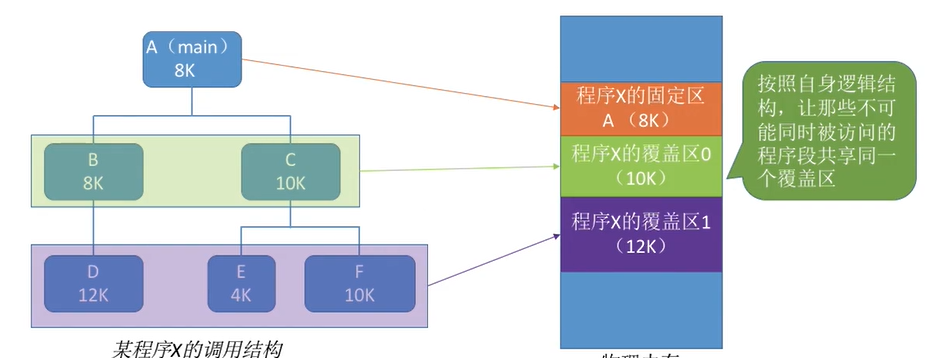 A（main）
8K
B
8K
C
10K
D
12K
E
4K
F
10K
某程序X的调用结构
程序X的固定区
A （8K）
程序X的覆盖区0
（10K）
程序X的覆盖区1
（12K）
按照自身逻辑结
构，让那些不可
能同时被访问的
程序段共享同一
个覆盖区